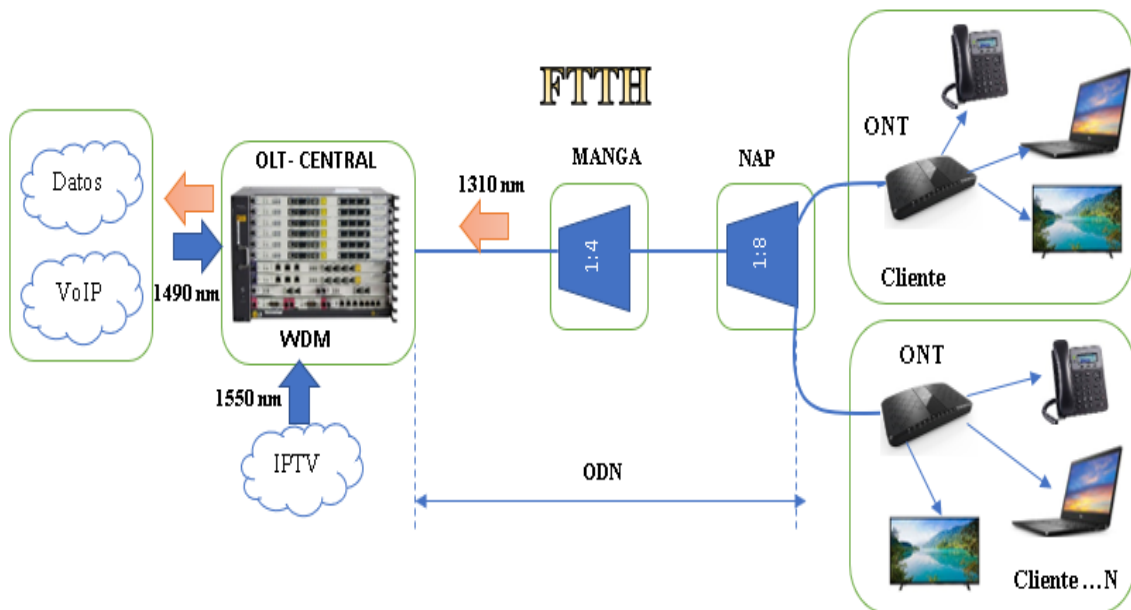 FTTH
Datos
VoIP
1490 nm
OLT- CENTRAL
WDM
1550 nm
IPTV
1310 nm
MANGA
1:4
NAP
1:8
ODN
ONT
Cliente
ONT
Cliente ...N